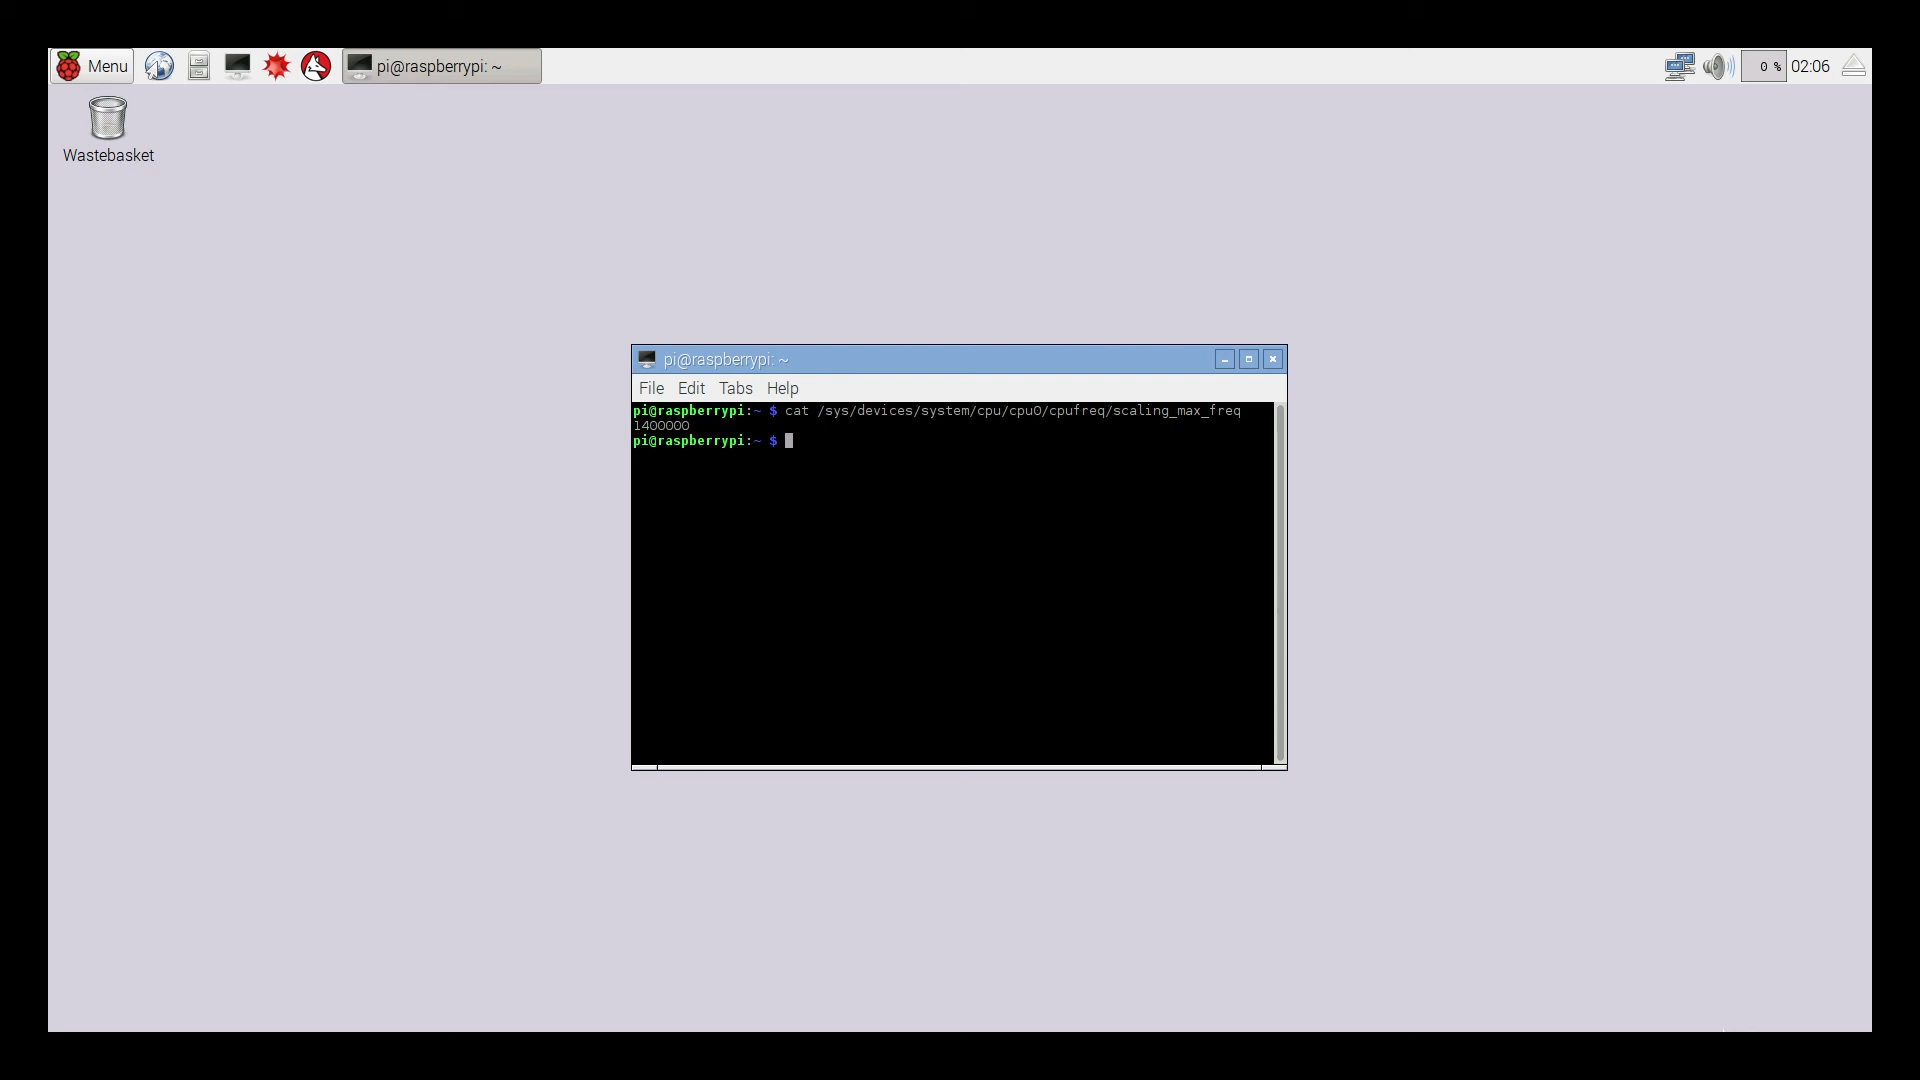 Menu
pi@raspberrypi: ~
0 %
02:06
Wastebasket
pi@raspberrypi: ~
File Edit Tabs Help
pi@raspberrypi:~ $ cat /sys/devices/system/cpu/cpu0/cpufreq/scaling_max_freq
1400000
pi@raspberrypi:~ $